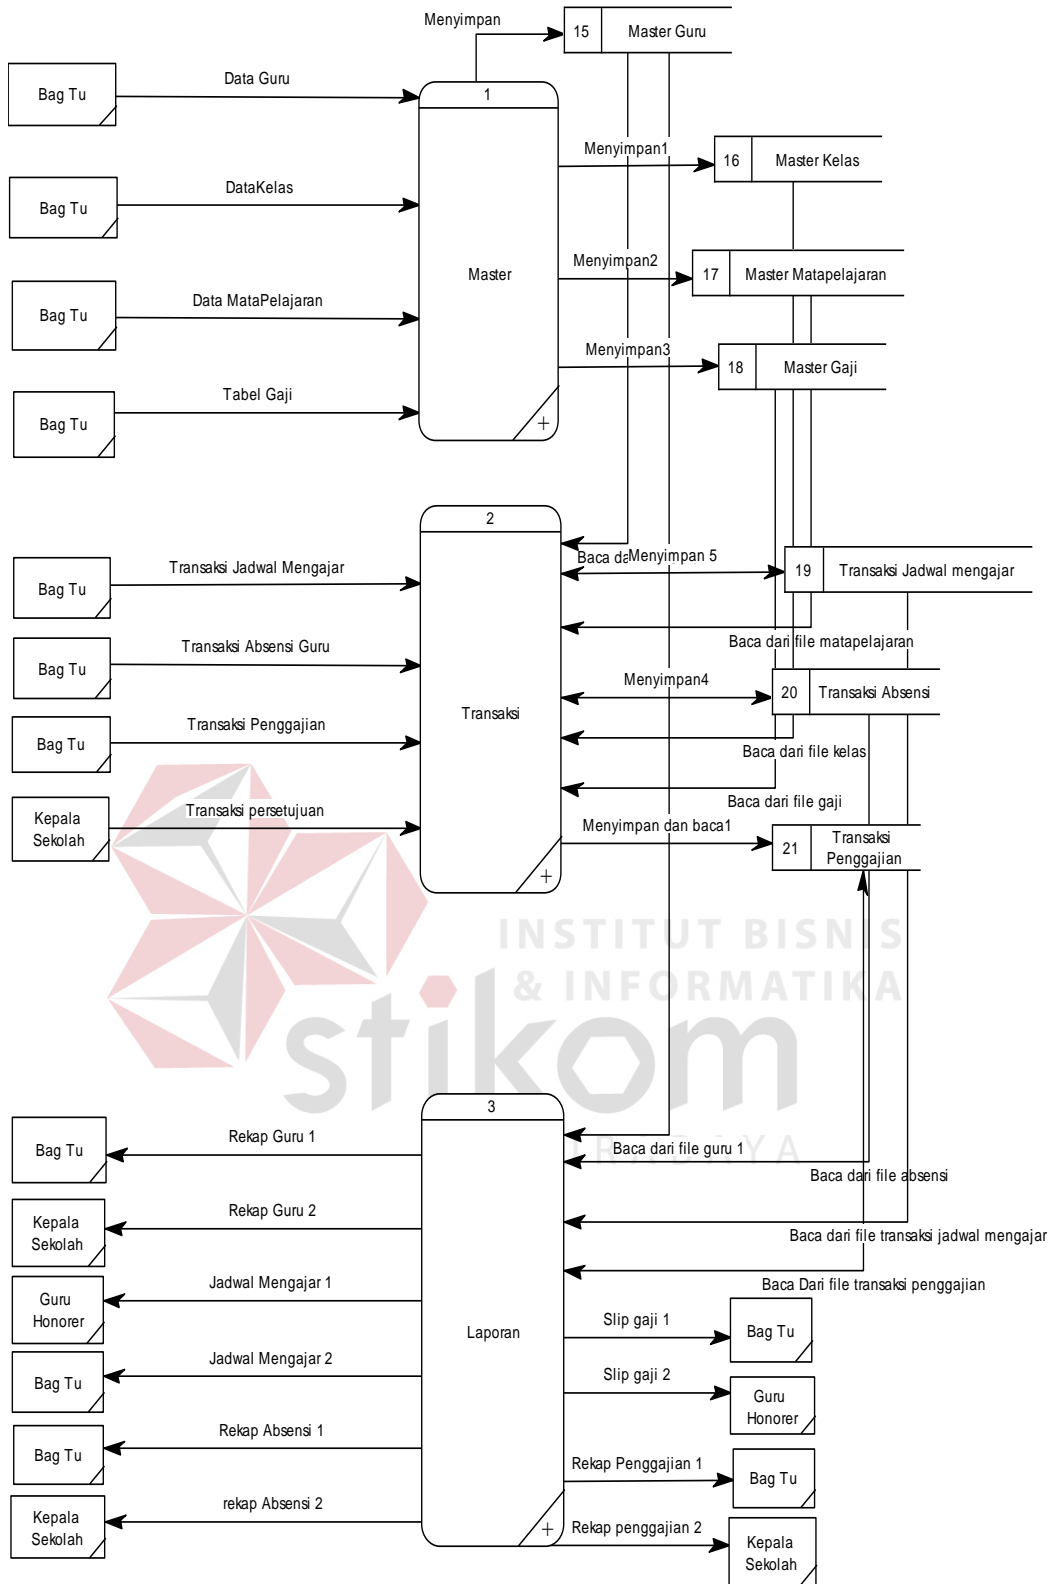 Menyimpan
15 Master Guru
Bag Tu
Data Guru
1
Menyimpan1
16 Master Kelas
Bag Tu
DataKelas
Master
Menyimpan2
17 Master Matapelajaran
Bag Tu
Data MataPelajaran
Menyimpan3
18 Master Gaji
Bag Tu
Tabel Gaji
+
2
Bag Tu
Transaksi Jadwal Mengajar
Baca da
Menyimpan 5
19 Transaksi Jadwal mengajar
Bag Tu
Transaksi Absensi Guru
Baca dari file matapelajaran
Menyimpan4
20 Transaksi Absensi
Transaksi
Bag Tu
Transaksi Penggajian
Baca dari file kelas
Baca dari file gaji
Kepala
Sekolah
Transaksi persetujuan
Menyimpan dan baca1
21 Transaksi
Penggajian
+
INSTITUT BISNIS
& INFORMATIKA
stikom
3
Bag Tu
Rekap Guru 1
Baca dari file guru 1
Baca dari file absensi
Kepala
Sekolah
Rekap Guru 2
Baca dari file transaksi jadwal mengajar
Guru
Honorer
Jadwal Mengajar 1
Baca Dari file transaksi penggajian
Laporan
Slip gaji 1
Bag Tu
Bag Tu
Jadwal Mengajar 2
Slip gaji 2
Guru
Honorer
Bag Tu
Rekap Absensi 1
Rekap Penggajian 1
Bag Tu
Kepala
Sekolah
rekap Absensi 2
+
Rekap penggajian 2
Kepala
Sekolah